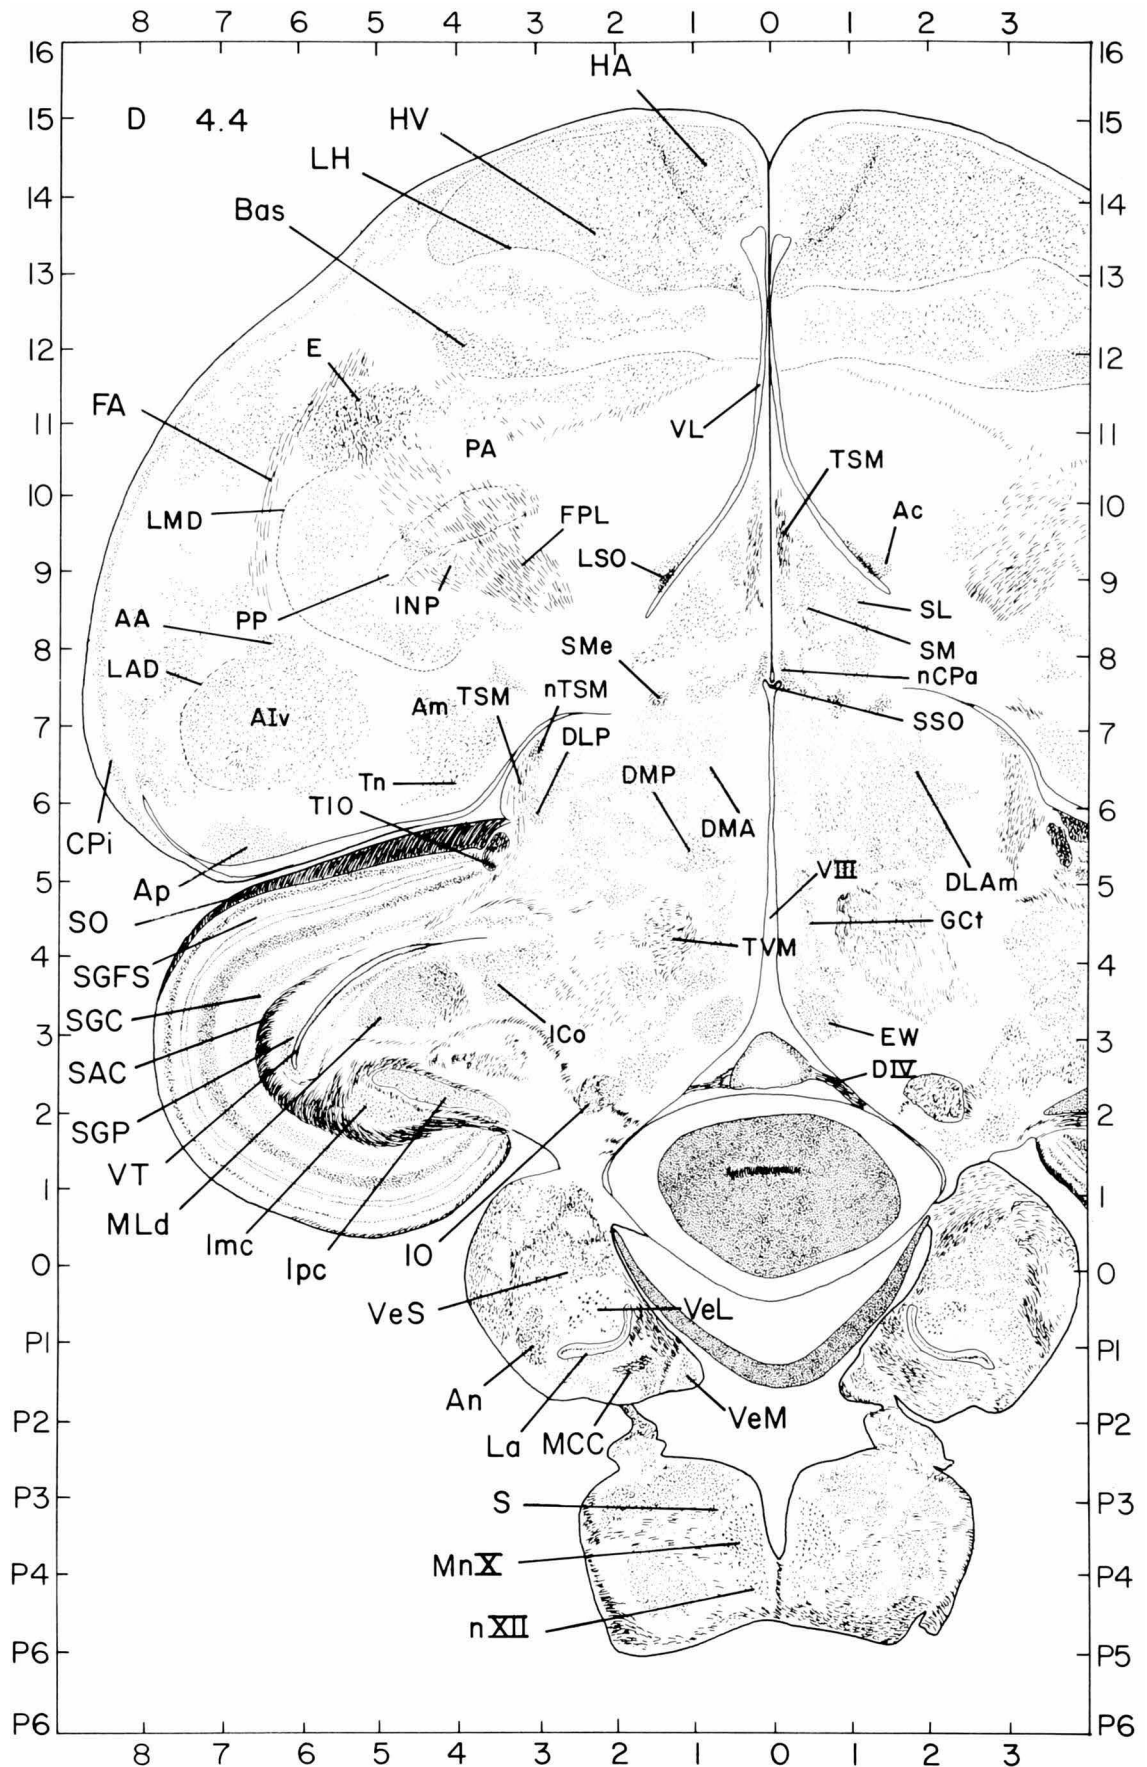 8 7 6 5 4 3 2 1 0 1 2 3
16 16
HA
15 D 4.4 HV 15
LH
14 Bas 14
13 13
12 E 12
FA
11 PA VL 11
TSM
10 LMD FPL Ac 10
LSO
9 PP INP SL 9
AA SM
8 SMe nCPa 8
LAD Am TSM nTSM SSO
7 AIv DLP 7
Tn DMP
6 TIO DMA 6
CPi
Ap VIII DLAm
5 5
SO GCt
TVM
4 SGFS 4
SGC ICo EW
3 3
SAC DIV
2 SGP 2
VT
1 MLd Imc Ipc IO 1
0 0
VeS VeL
P1 P1
An VeM
P2 La MCC P2
P3 S P3
MnX
P4 P4
nXII
P6 P5
P6 P6
8 7 6 5 4 3 2 1 0 1 2 3